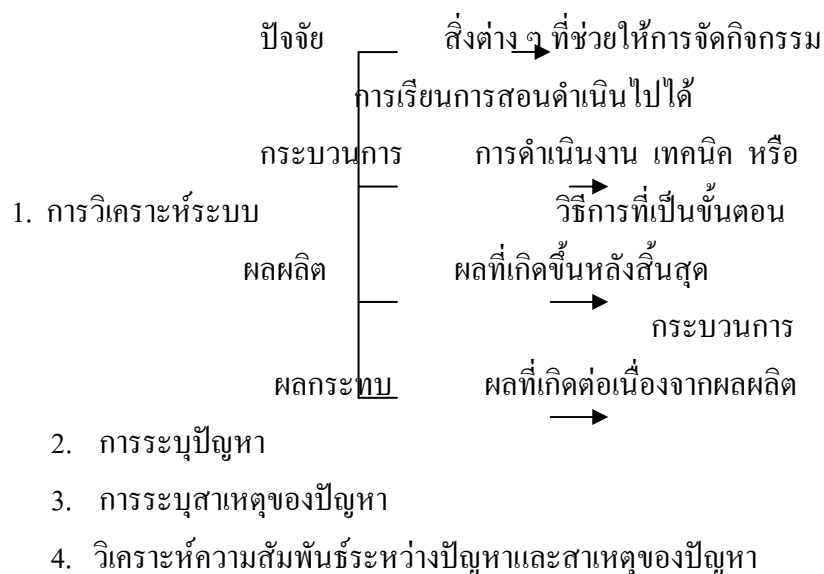 ปัจจัย สิ่งต่าง ๆ ที่ช่วยให้การจัดกิจกรรม
การเรียนการสอนดำเนินไปได้
กระบวนการ การดำเนินงาน เทคนิค หรือ
1. การวิเคราะห์ระบบ วิธีการที่เป็นขั้นตอน
ผลผลิต ผลที่เกิดขึ้นหลังสิ้นสุด
กระบวนการ
ผลกระทบ ผลที่เกิดต่อเนื่องจากผลผลิต
2. การระบุปัญหา
3. การระบุสาเหตุของปัญหา
4. วิเคราะห์ความสัมพันธ์ระหว่างปัญหาและสาเหตุของปัญหา